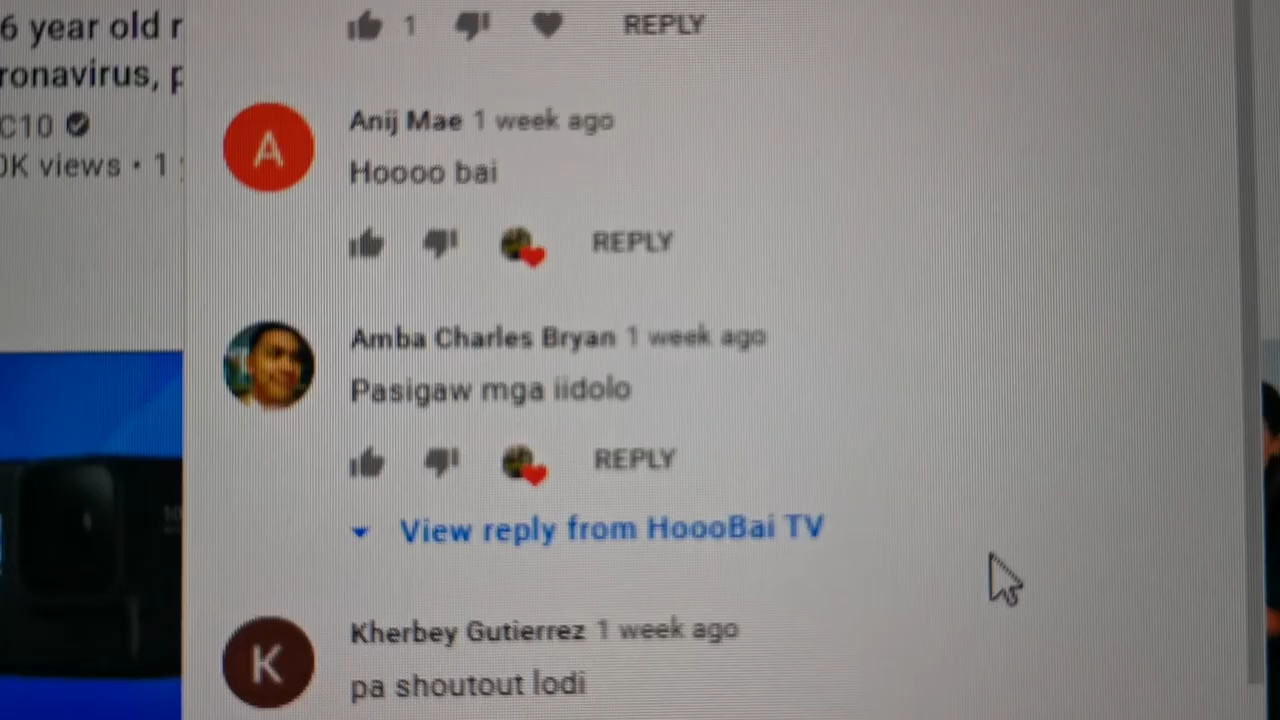 6 year old r
ronavirus, p
C10
0K views • 1
1 REPLY
Anij Mae 1 week ago
Hoooo bai
REPLY
Amba Charles Bryan 1 week ago
Pasigaw mga iidolo
REPLY
View reply from HoooBai TV
K
Kherbey Gutierrez 1 week ago
pa shoutout lodi
A